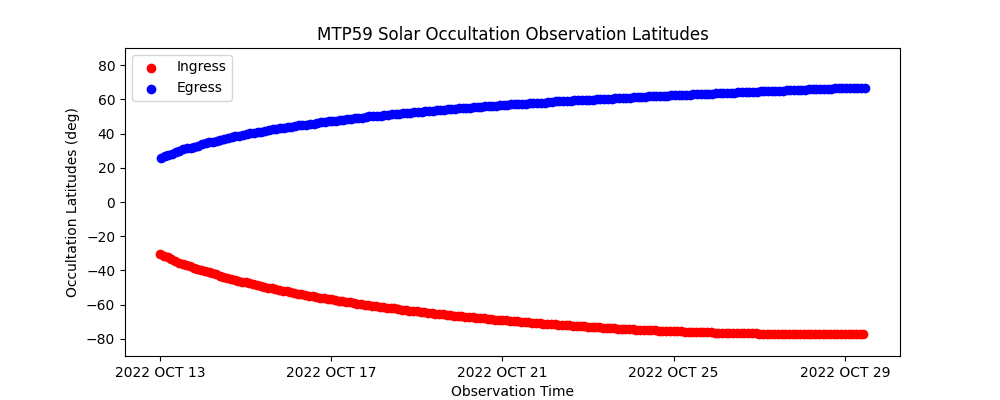 MTP59 Solar Occultation Observation Latitudes
Ingress
Egress
Occultation Latitudes (deg)
80
60
40
20
0
−20
−40
−60
−80
2022 OCT 13
2022 OCT 17
2022 OCT 21
2022 OCT 25
2022 OCT 29
Observation Time